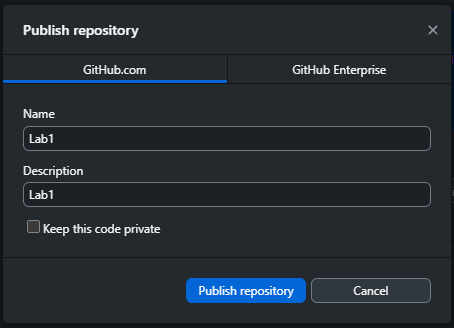 Publish repository
GitHub.com
GitHub Enterprise
Name
Lab1
Description
Lab1
Keep this code private
Publish repository
Cancel